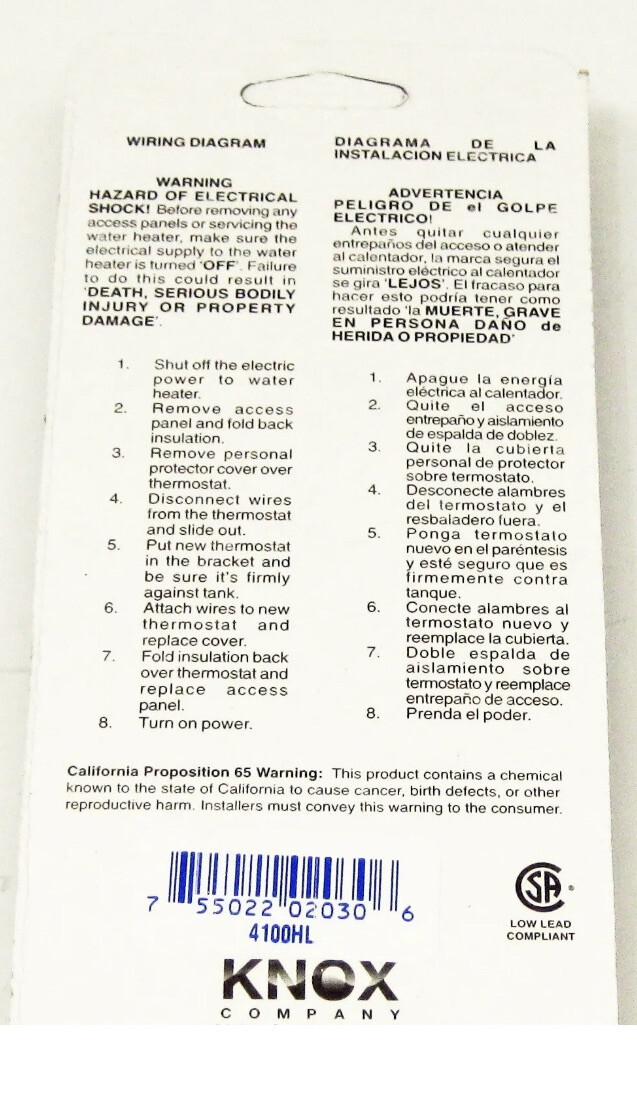 WIRING DIAGRAM
WARNING
HAZARD OF ELECTRICAL
SHOCK! Before removing any
access panels or servicing the
water heater, make sure the
electrical supply to the water
heater is turned 'OFF'. Failure
to do this could result in
'DEATH, SERIOUS BODILY
INJURY OR PROPERTY
DAMAGE'.
1. Shut off the electric
power to water
heater.
2. Remove access
panel and fold back
insulation.
3. Remove personal
protector cover over
thermostat.
4. Disconnect wires
from the thermostat
and slide out.
5. Put new thermostat
in the bracket and
be sure it's firmly
against tank.
6. Attach wires to new
thermostat and
replace cover.
7. Fold insulation back
over thermostat and
replace access
panel.
8. Turn on power.
DIAGRAMA DE LA
INSTALACION ELECTRICA
ADVERTENCIA
PELIGRO DE el GOLPE
ELECTRICO!
Antes quitar cualquier
entrepaños del acceso o atender
al calentador, la marca segura el
suministro eléctrico al calentador
se gira 'LEJOS'. El fracaso para
hacer esto podría tener como
resultado 'la MUERTE, GRAVE
EN PERSONA DAÑO de
HERIDA O PROPIEDAD'
1. Apague la energía
eléctrica al calentador.
2. Quite el acceso
entrepaño y aislamiento
de espalda de doblez.
3. Quite la cubierta
personal de protector
sobre termostato.
4. Desconecte alambres
del termostato y el
resbaladero fuera.
5. Ponga termostato
nuevo en el paréntesis
y esté seguro que es
firmemente contra
tanque.
6. Conecte alambres al
termostato nuevo y
reemplace la cubierta.
7. Doble espalda de
aislamiento sobre
termostato y reemplace
entrepaño de acceso.
8. Prenda el poder.
California Proposition 65 Warning: This product contains a chemical
known to the state of California to cause cancer, birth defects, or other
reproductive harm. Installers must convey this warning to the consumer.
7 55022 02030 6
4100HL
SA
LOW LEAD
COMPLIANT
KNOX
COMPANY